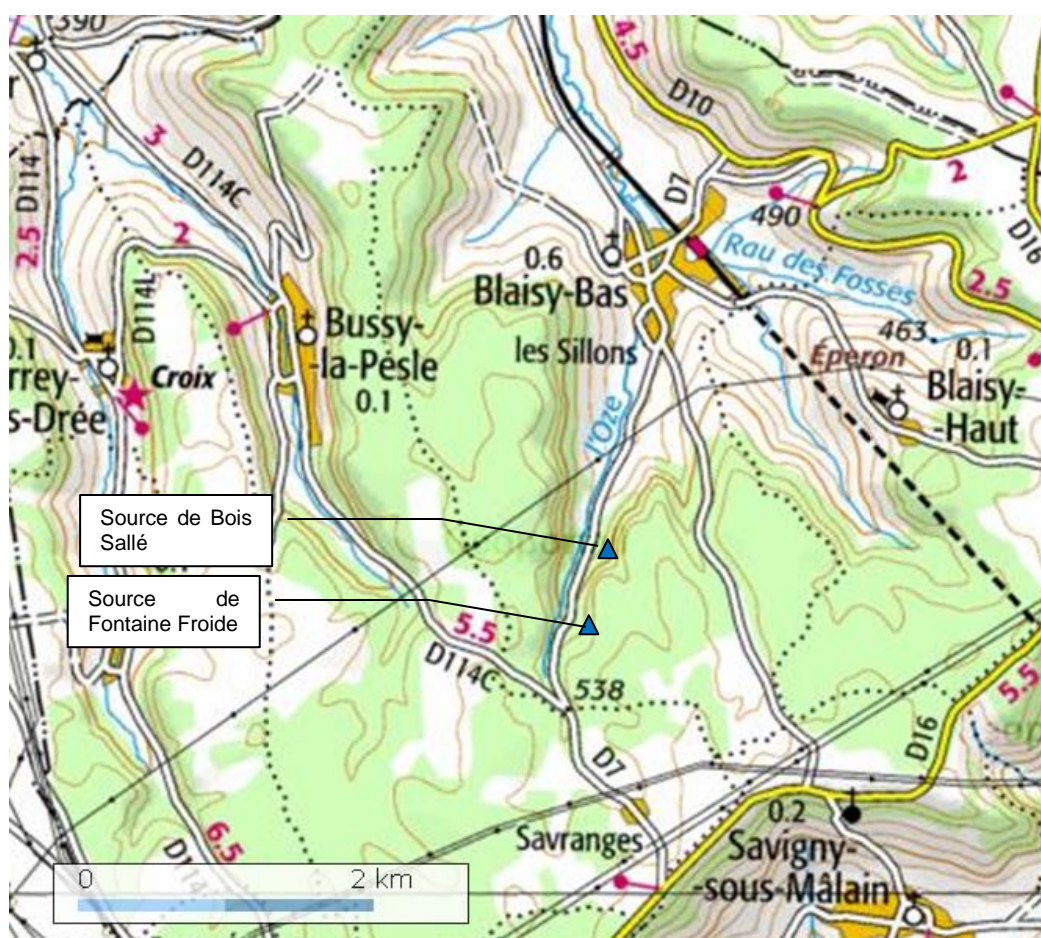 390
4.5
D10
3
D114C
D114
2.5
2
D7
2
490
D16
Rau des Fosses
2.5
0.6
Blaisy-Bas
D114L
Bussy-
-la-Pesle
0.1
les Sillons
463
Éperon
0.1
Blaisy-
-Haut
0.1
Croix
rrey-
s-Drée
l'Oze
Source de Bois
Sallé
Source de
Fontaine Froide
5.5
D114C
538
5.5
D16
D7
Savranges
0.2
Savigny-
-sous-Mâlain
6.5
0
2 km